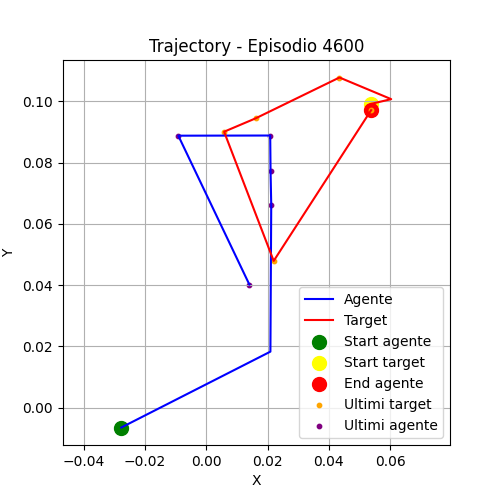 Trajectory - Episodio 4600
Y
0.10
0.08
0.06
0.04
0.02
0.00
−0.04
−0.02
0.00
0.02
0.04
0.06
X
Agente
Target
Start agente
Start target
End agente
Ultimi target
Ultimi agente